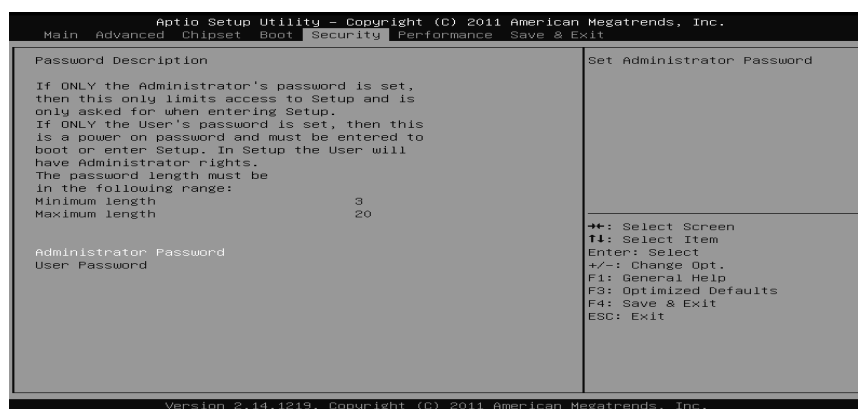 Aptio Setup Utility – Copyright (C) 2011 American Megatrends, Inc.
Main Advanced Chipset Boot Security Performance Save & Exit
Password Description
If ONLY the Administrator's password is set,
then this only limits access to Setup and is
only asked for when entering Setup.
If ONLY the User's password is set, then this
is a power on password and must be entered to
boot or enter Setup. In Setup the User will
have Administrator rights.
The password length must be
in the following range:
Minimum length 3
Maximum length 20
Administrator Password
User Password
Set Administrator Password
→←: Select Screen
↑↓: Select Item
Enter: Select
+/-: Change Opt.
F1: General Help
F3: Optimized Defaults
F4: Save & Exit
ESC: Exit
Version 2.14.1219. Copyright (C) 2011 American Megatrends, Inc.